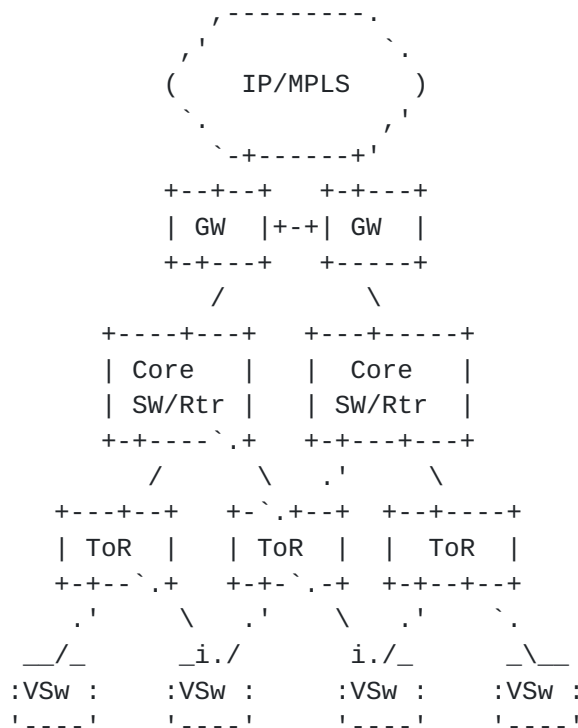 IP/MPLS
GW GW
Core Core
SW/Rtr SW/Rtr
ToR ToR ToR
:VSw : :VSw : :VSw : :VSw :